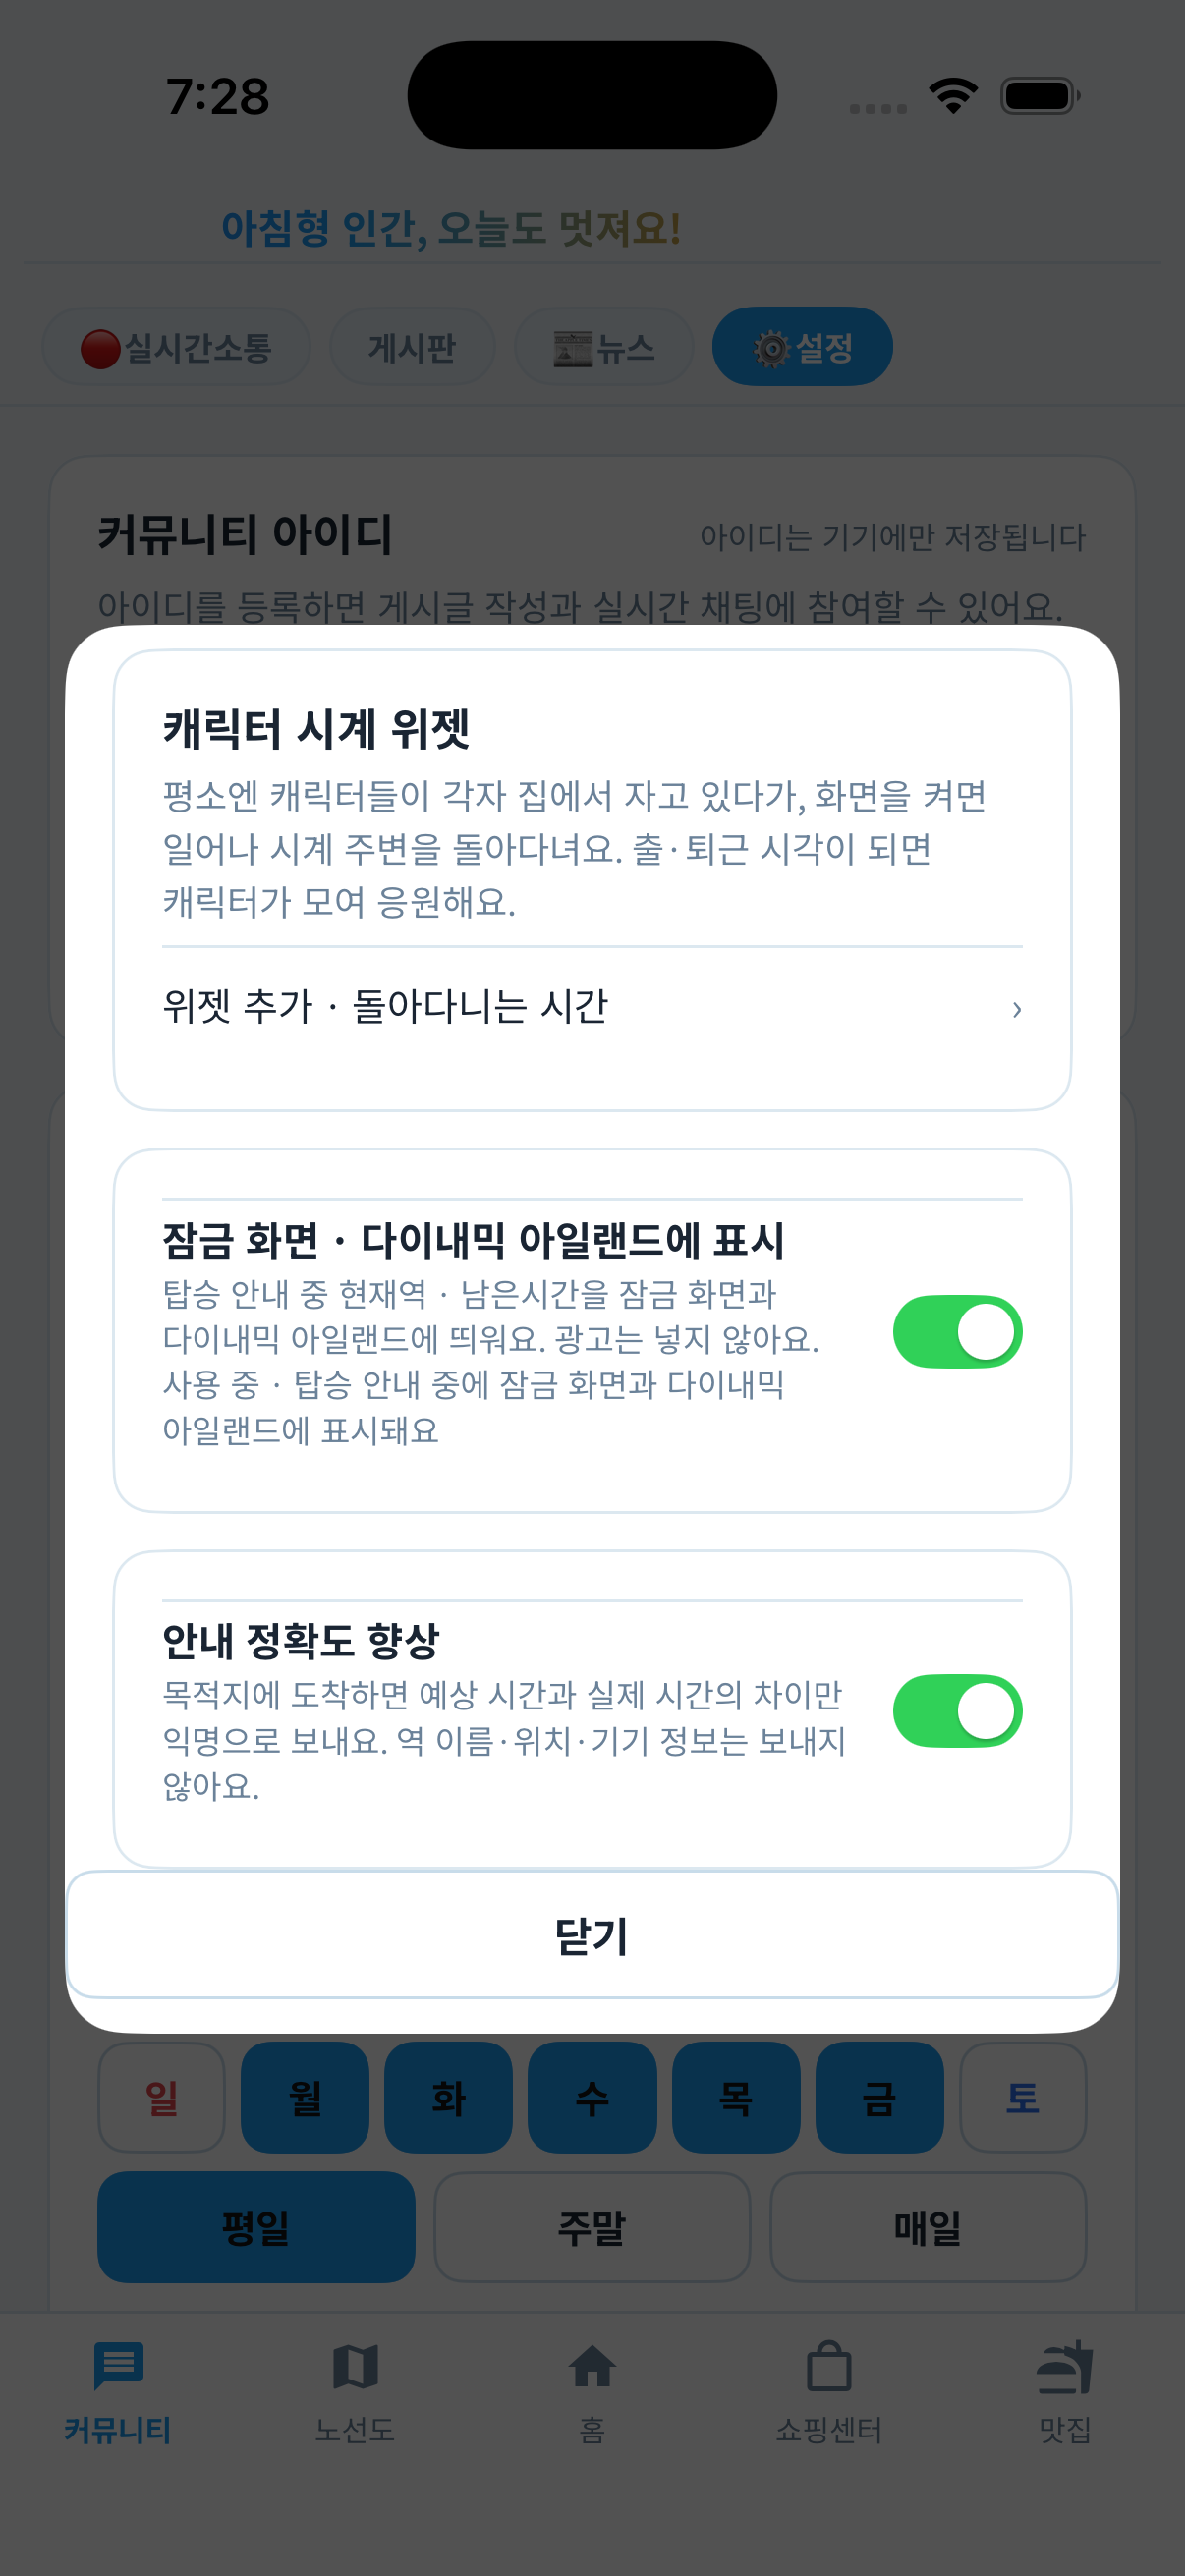 7:28
아침형 인간, 오늘도 멋져요!
실시간소통 게시판 뉴스 설정
커뮤니티 아이디 아이디는 기기에만 저장됩니다
아이디를 등록하면 게시글 작성과 실시간 채팅에 참여할 수 있어요.
캐릭터 시계 위젯
평소엔 캐릭터들이 각자 집에서 자고 있다가, 화면을 켜면
일어나 시계 주변을 돌아다녀요. 출·퇴근 시각이 되면
캐릭터가 모여 응원해요.
위젯 추가 · 돌아다니는 시간 ›
잠금 화면 · 다이내믹 아일랜드에 표시
탑승 안내 중 현재역 · 남은시간을 잠금 화면과
다이내믹 아일랜드에 띄워요. 광고는 넣지 않아요.
사용 중 · 탑승 안내 중에 잠금 화면과 다이내믹
아일랜드에 표시돼요
안내 정확도 향상
목적지에 도착하면 예상 시간과 실제 시간의 차이만
익명으로 보내요. 역 이름·위치·기기 정보는 보내지
않아요.
닫기
일 월 화 수 목 금 토
평일 주말 매일
커뮤니티 노선도 홈 쇼핑센터 맛집